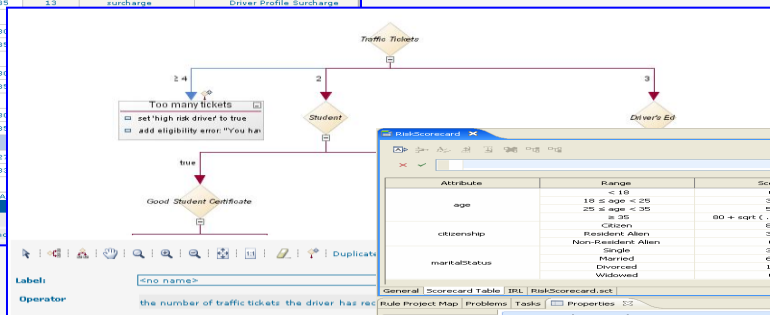 13 surcharge Driver Profile Surcharge
Traffic Tickets
≥ 4 2 3
Too many tickets
set 'high risk driver' to true
add eligibility error: "You hav
Student
Driver's Ed
true
Good Student Certificate
RiskScorecard
Attribute Range
age
< 18
18 ≤ age < 25
25 ≤ age < 35
≥ 35 80 + sqrt (
citizenship
Citizen
Resident Alien
Non-Resident Alien
maritalStatus
Single
Married
Divorced
Widowed
General Scorecard Table IRL RiskScorecard.sct
Rule Project Map Problems Tasks Properties
Duplicate
Label: <no name>
Operator the number of traffic tickets the driver has rec